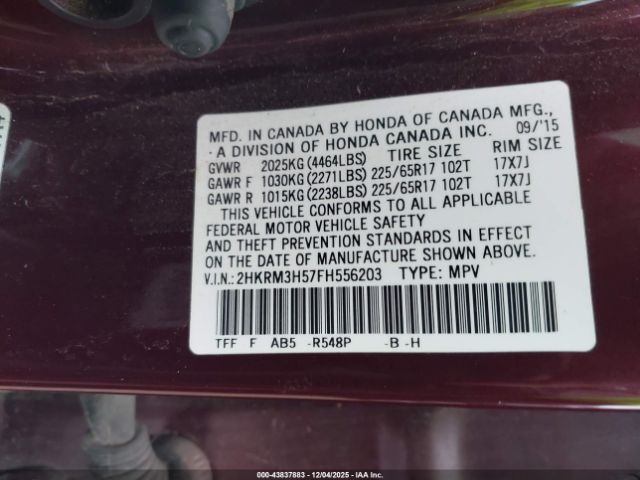 MFD. IN CANADA BY HONDA OF CANADA MFG.,
· A DIVISION OF HONDA CANADA INC. 09/'15
GVWR 2025KG (4464LBS) TIRE SIZE RIM SIZE
GAWR F 1030KG (2271LBS) 225/65R17 102T 17X7J
GAWR R 1015KG (2238LBS) 225/65R17 102T 17X7J
THIS VEHICLE CONFORMS TO ALL APPLICABLE
FEDERAL MOTOR VEHICLE SAFETY
AND THEFT PREVENTION STANDARDS IN EFFECT
ON THE DATE OF MANUFACTURE SHOWN ABOVE.
V.I.N.: 2HKRM3H57FH556203 TYPE: MPV
TFF F AB5 -R548P -B -H
000-43837883 | 12/04/2025 | IAA Inc.